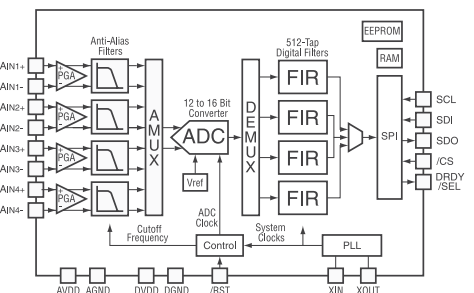 Anti-Alias
Filters
512-Tap
Digital Filters
EEPROM
RAM
AIN1+
AIN1-
AIN2+
AIN2-
AIN3+
AIN3-
AIN4+
AIN4-
+
PGA
-
+
PGA
-
+
PGA
-
+
PGA
-
AMUX
12 to 16 Bit
Converter
ADC
Vref
DEMUX
FIR
FIR
FIR
FIR
SPI
SCL
SDI
SDO
/CS
DRDY
/SEL
Cutoff
Frequency
ADC
Clock
Control
System
Clocks
PLL
AVDD
AGND
DVDD
DGND
/RST
XIN
XOUT